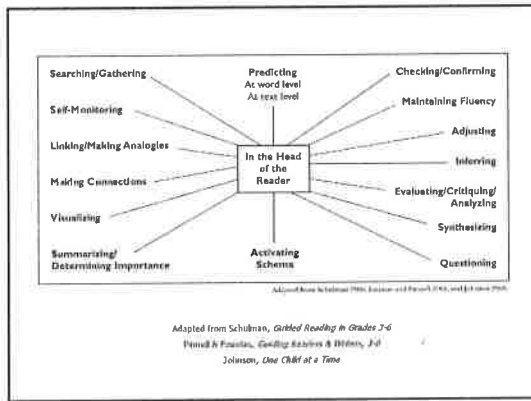 Searching/Gathering
Self-Monitoring
Linking/Making Analogies
Making Connections
Visualizing
Summarizing/
Determining Importance
Predicting
At word level
At text level
In the Head
of the
Reader
Activating
Schema
Checking/Confirming
Maintaining Fluency
Adjusting
Inferring
Evaluating/Critiquing/
Analyzing
Synthesizing
Questioning
Adapted from Schulman
Adapted from Schulman, Guided Reading in Grades 3-6
Pinnell & Fountas, Guiding Readers & Writers, 3-6
Johnson, One Child at a Time